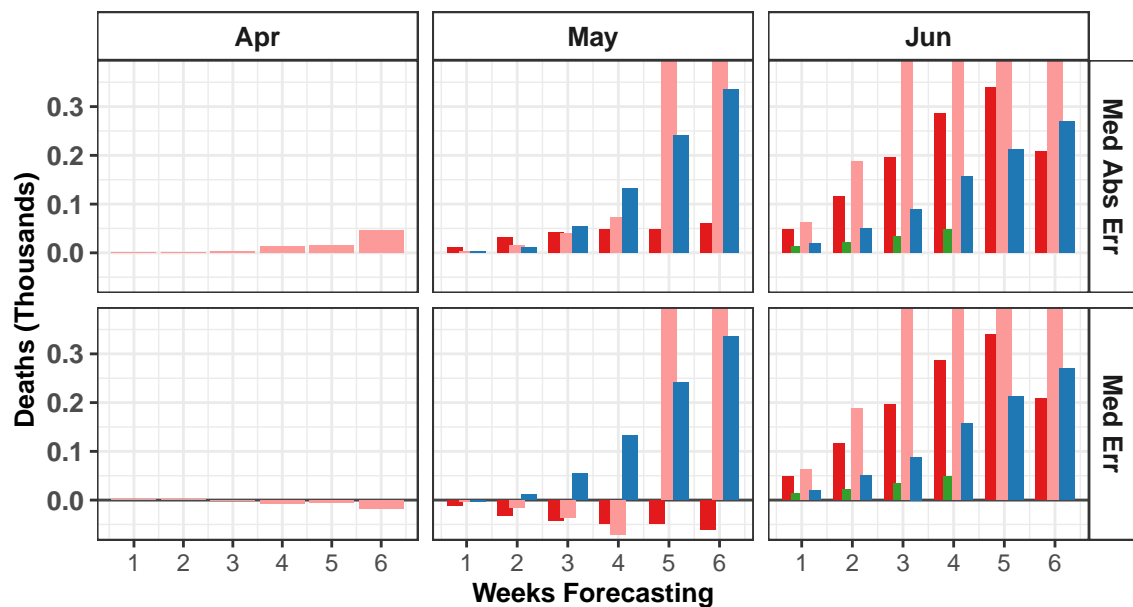 Apr May Jun
Deaths (Thousands)
0.3
0.2
0.1
0.0
Med Abs Err
0.3
0.2
0.1
0.0
Med Err
1 2 3 4 5 6 1 2 3 4 5 6 1 2 3 4 5 6
Weeks Forecasting